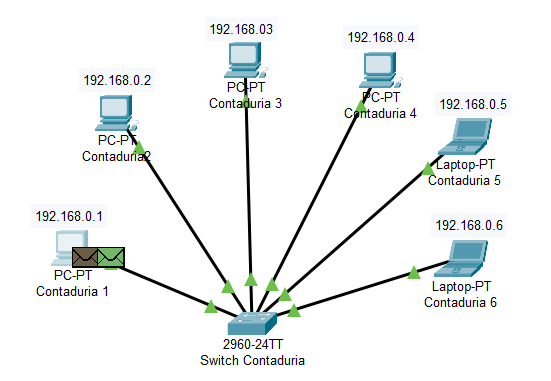 192.168.03
PC-PT
Contaduria 3
192.168.0.4
PC-PT
Contaduria 4
192.168.0.2
PC-PT
Contaduria2
192.168.0.5
Laptop-PT
Contaduria 5
192.168.0.1
PC-PT
Contaduria 1
192.168.0.6
Laptop-PT
Contaduria 6
2960-24TT
Switch Contaduria